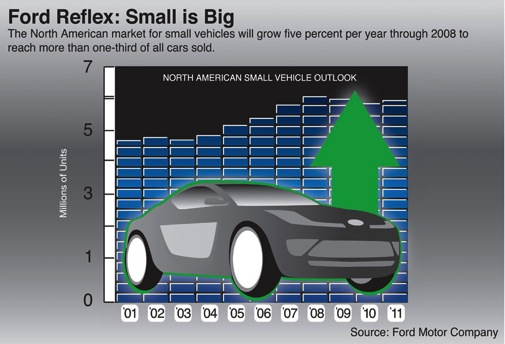 Ford Reflex: Small is Big
The North American market for small vehicles will grow five percent per year through 2008 to
reach more than one-third of all cars sold.
NORTH AMERICAN SMALL VEHICLE OUTLOOK
Millions of Units
7
5
3
1
0
'01 '02 '03 '04 '05 '06 '07 '08 '09 '10 '11
Source: Ford Motor Company